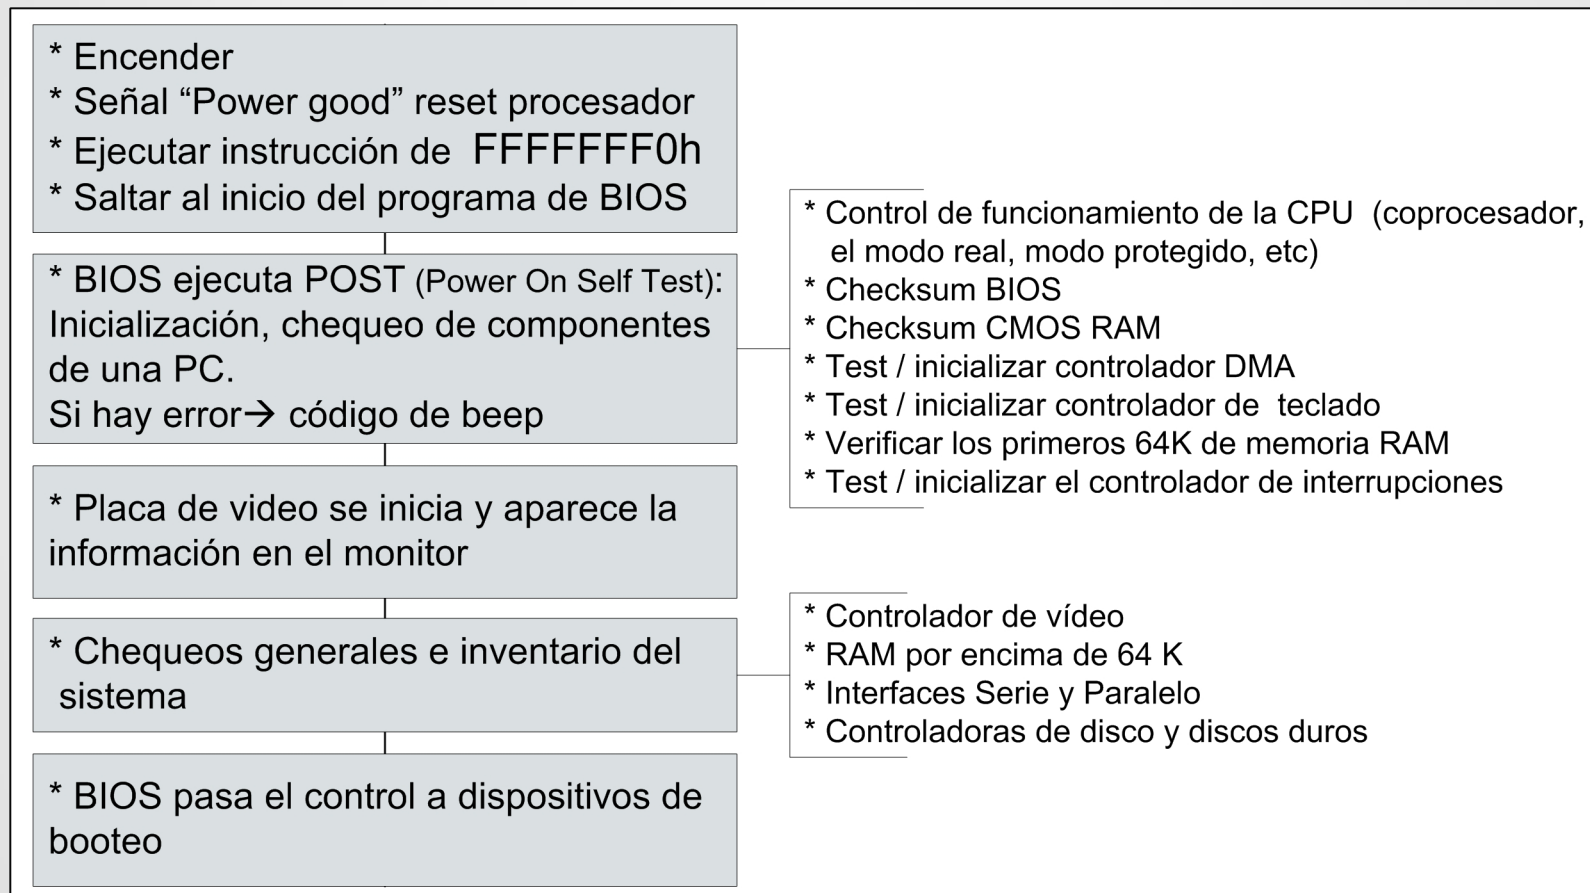 * Encender
* Señal “Power good” reset procesador
* Ejecutar instrucción de FFFFFFF0h
* Saltar al inicio del programa de BIOS
* BIOS ejecuta POST (Power On Self Test):
Inicialización, chequeo de componentes
de una PC.
Si hay error→ código de beep
* Control de funcionamiento de la CPU (coprocesador,
el modo real, modo protegido, etc)
* Checksum BIOS
* Checksum CMOS RAM
* Test / inicializar controlador DMA
* Test / inicializar controlador de teclado
* Verificar los primeros 64K de memoria RAM
* Test / inicializar el controlador de interrupciones
* Placa de video se inicia y aparece la
información en el monitor
* Chequeos generales e inventario del
sistema
* Controlador de vídeo
* RAM por encima de 64 K
* Interfaces Serie y Paralelo
* Controladoras de disco y discos duros
* BIOS pasa el control a dispositivos de
booteo